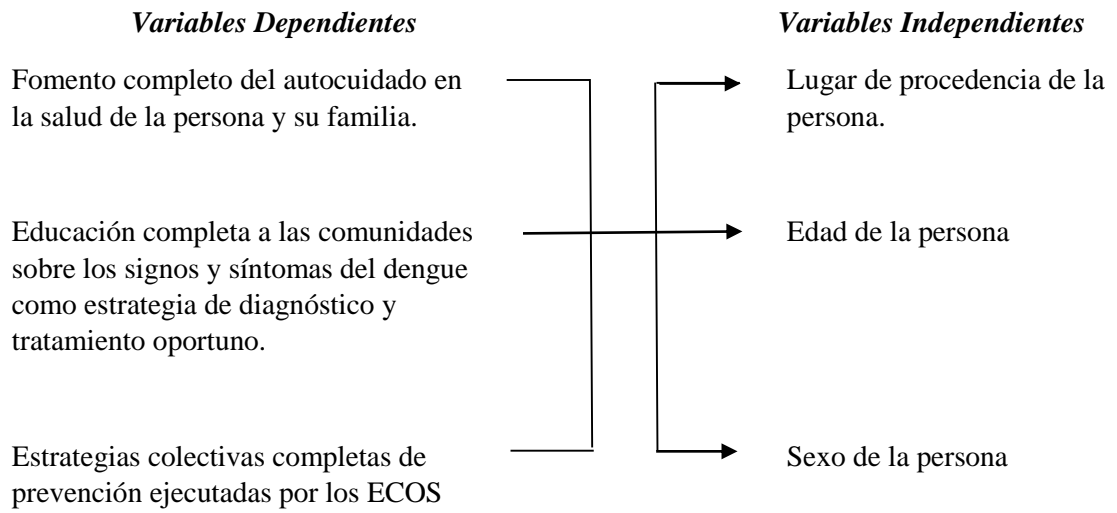 Variables Dependientes
Variables Independientes
Fomento completo del autocuidado en
la salud de la persona y su familia.
Lugar de procedencia de la
persona.
Educación completa a las comunidades
sobre los signos y síntomas del dengue
como estrategia de diagnóstico y
tratamiento oportuno.
Edad de la persona
Estrategias colectivas completas de
prevención ejecutadas por los ECOS
Sexo de la persona